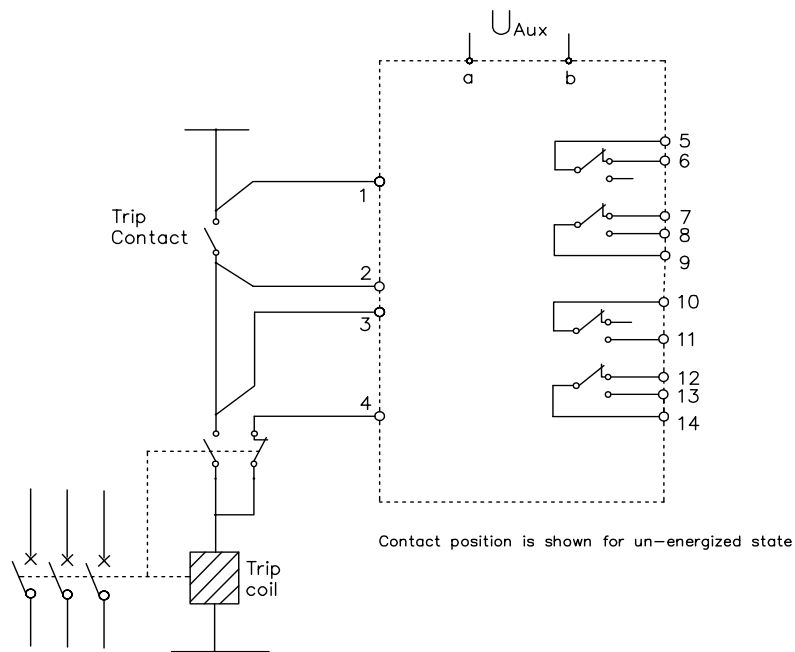 UAux
a
b
5
6
1
Trip
Contact
7
8
9
2
3
10
11
4
12
13
14
Contact position is shown for un-energized state
Trip
coil